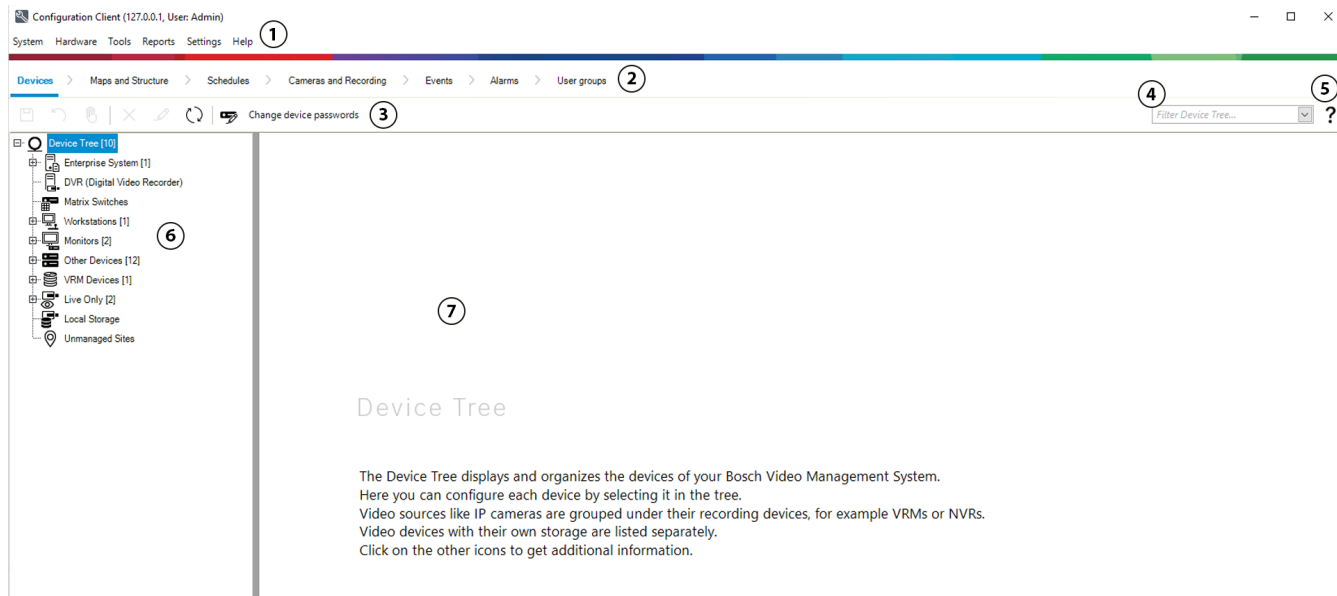 Configuration Client (127.0.0.1, User: Admin)
System Hardware Tools Reports Settings Help 1
Devices Maps and Structure Schedules Cameras and Recording Events Alarms User groups 2
Change device passwords 3
4
Filter Device Tree...
5
?
Device Tree [10]
Enterprise System [1]
DVR (Digital Video Recorder)
Matrix Switches
Workstations [1]
Monitors [2]
6
Other Devices [12]
VRM Devices [1]
Live Only [2]
Local Storage
Unmanaged Sites
7
Device Tree
The Device Tree displays and organizes the devices of your Bosch Video Management System.
Here you can configure each device by selecting it in the tree.
Video sources like IP cameras are grouped under their recording devices, for example VRMs or NVRs.
Video devices with their own storage are listed separately.
Click on the other icons to get additional information.